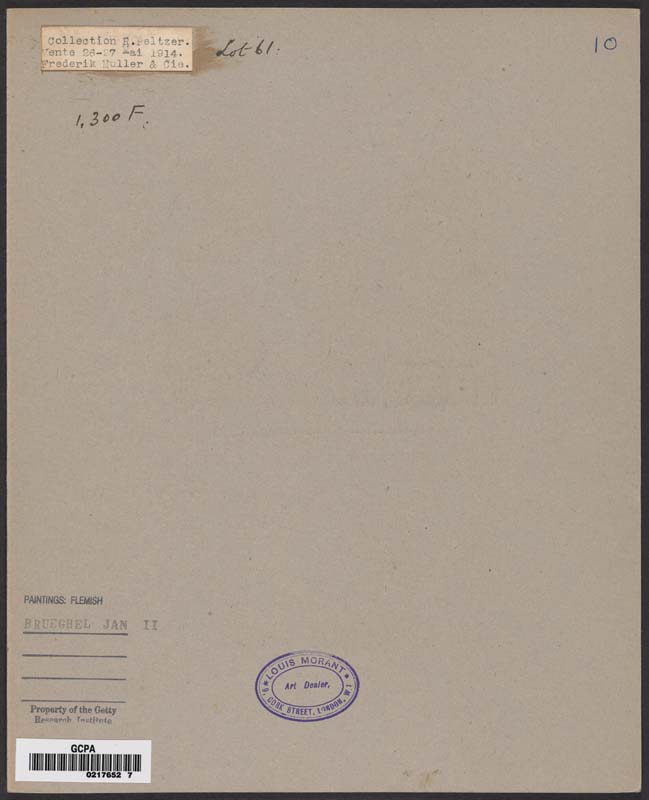 Collection R.Peltzer.
Vente 26-27 Mai 1914.
Frederik Muller & Cie.
Lot 61:
10
1,300 F.
PAINTINGS: FLEMISH
BRUEGHEL JAN II
Property of the Getty
Research Institute
LOUIS MORANT
Art Dealer,
9, CORK STREET, LONDON, W.1
GCPA
0217652 7